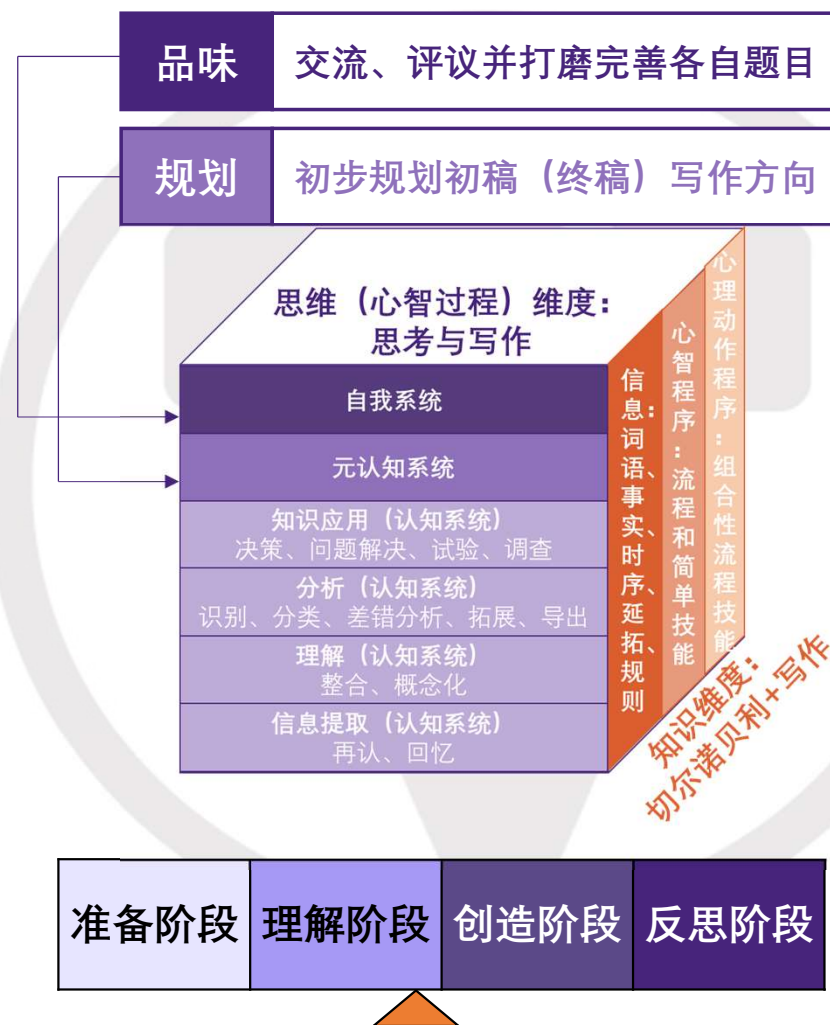 品味
交流、评议并打磨完善各自题目
规划
初步规划初稿（终稿）写作方向
思维（心智过程）维度：
思考与写作
自我系统
元认知系统
知识应用（认知系统）
决策、问题解决、试验、调查
分析（认知系统）
识别、分类、差错分析、拓展、导出
理解（认知系统）
整合、概念化
信息提取（认知系统）
再认、回忆
信息：词语、事实、时序、延拓、规则
心智程序：流程和简单技能
心理动作程序：组合性流程技能
知识维度：
切尔诺贝利+写作
准备阶段
理解阶段
创造阶段
反思阶段